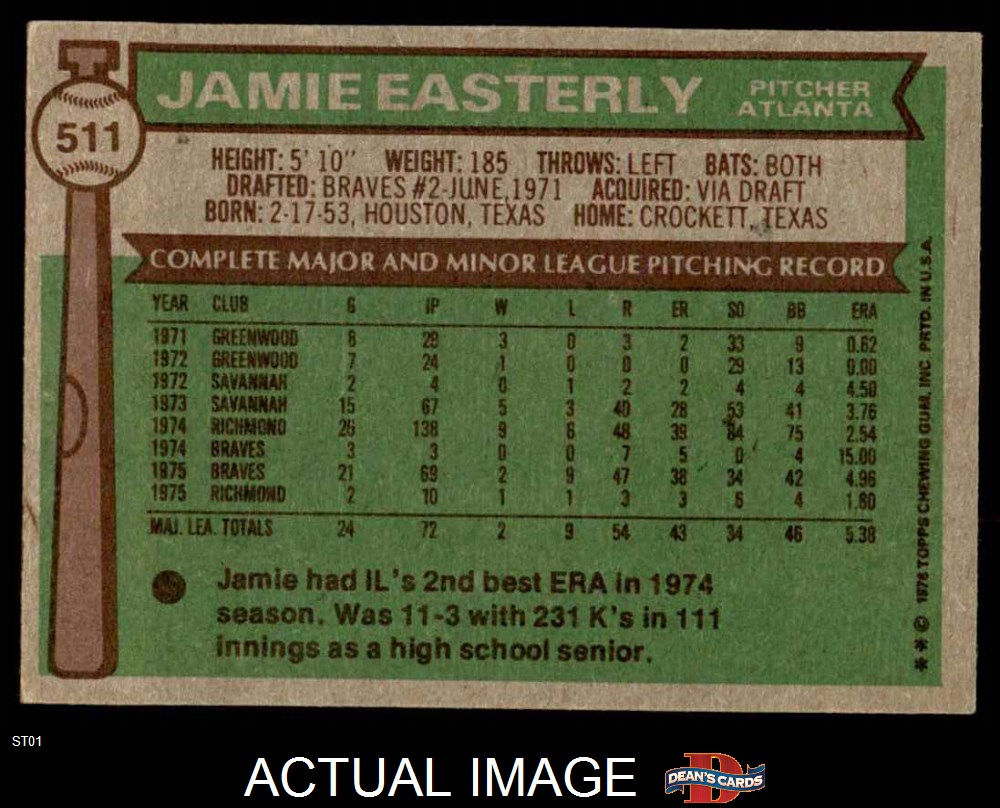 JAMIE EASTERLY
PITCHER
ATLANTA
511
HEIGHT: 5' 10" WEIGHT: 185 THROWS: LEFT BATS: BOTH
DRAFTED: BRAVES #2-JUNE, 1971 ACQUIRED: VIA DRAFT
BORN: 2-17-53, HOUSTON, TEXAS HOME: CROCKETT, TEXAS
COMPLETE MAJOR AND MINOR LEAGUE PITCHING RECORD
YEAR CLUB G IP W L R ER SO BB ERA
1971 GREENWOOD 8 29 3 0 3 2 33 9 0.62
1972 GREENWOOD 7 24 1 0 0 0 29 13 0.00
1972 SAVANNAH 2 4 0 1 2 2 4 4 4.50
1973 SAVANNAH 15 67 5 3 40 28 53 41 3.76
1974 RICHMOND 26 138 9 6 48 39 84 75 2.54
1974 BRAVES 3 3 0 0 7 5 0 4 15.00
1975 BRAVES 21 69 2 9 47 38 34 42 4.96
1975 RICHMOND 2 10 1 1 3 3 6 4 1.80
MAJ. LEA. TOTALS 24 72 2 9 54 43 34 46 5.38
Jamie had IL's 2nd best ERA in 1974
season. Was 11-3 with 231 K's in 111
innings as a high school senior.
** © 1976 TOPPS CHEWING GUM, INC PRTD. IN U.S.A.
ST01
ACTUAL IMAGE
DEAN'S CARDS